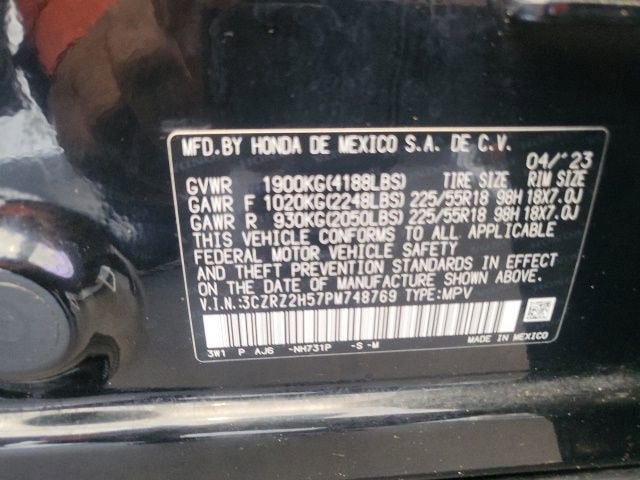 MFD.BY HONDA DE MEXICO S.A. DE C.V.
04/'23
GVWR 1900KG(4188LBS) TIRE SIZE RIM SIZE
GAWR F 1020KG(2248LBS) 225/55R18 98H 18X7.0J
GAWR R 930KG(2050LBS) 225/55R18 98H 18X7.0J
THIS VEHICLE CONFORMS TO ALL APPLICABLE
FEDERAL MOTOR VEHICLE SAFETY
AND THEFT PREVENTION STANDARDS IN EFFECT
ON THE DATE OF MANUFACTURE SHOWN ABOVE.
V.I.N.:3CZRZ2H57PM748769 TYPE:MPV
3W1 P AJ6 -NH731P -S -M MADE IN MEXICO